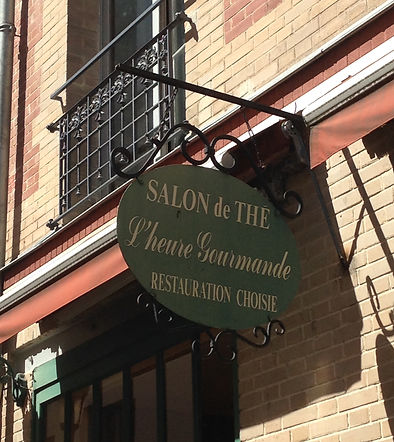 SALON de THE
L'heure Gourmande
RESTAURATION CHOISIE